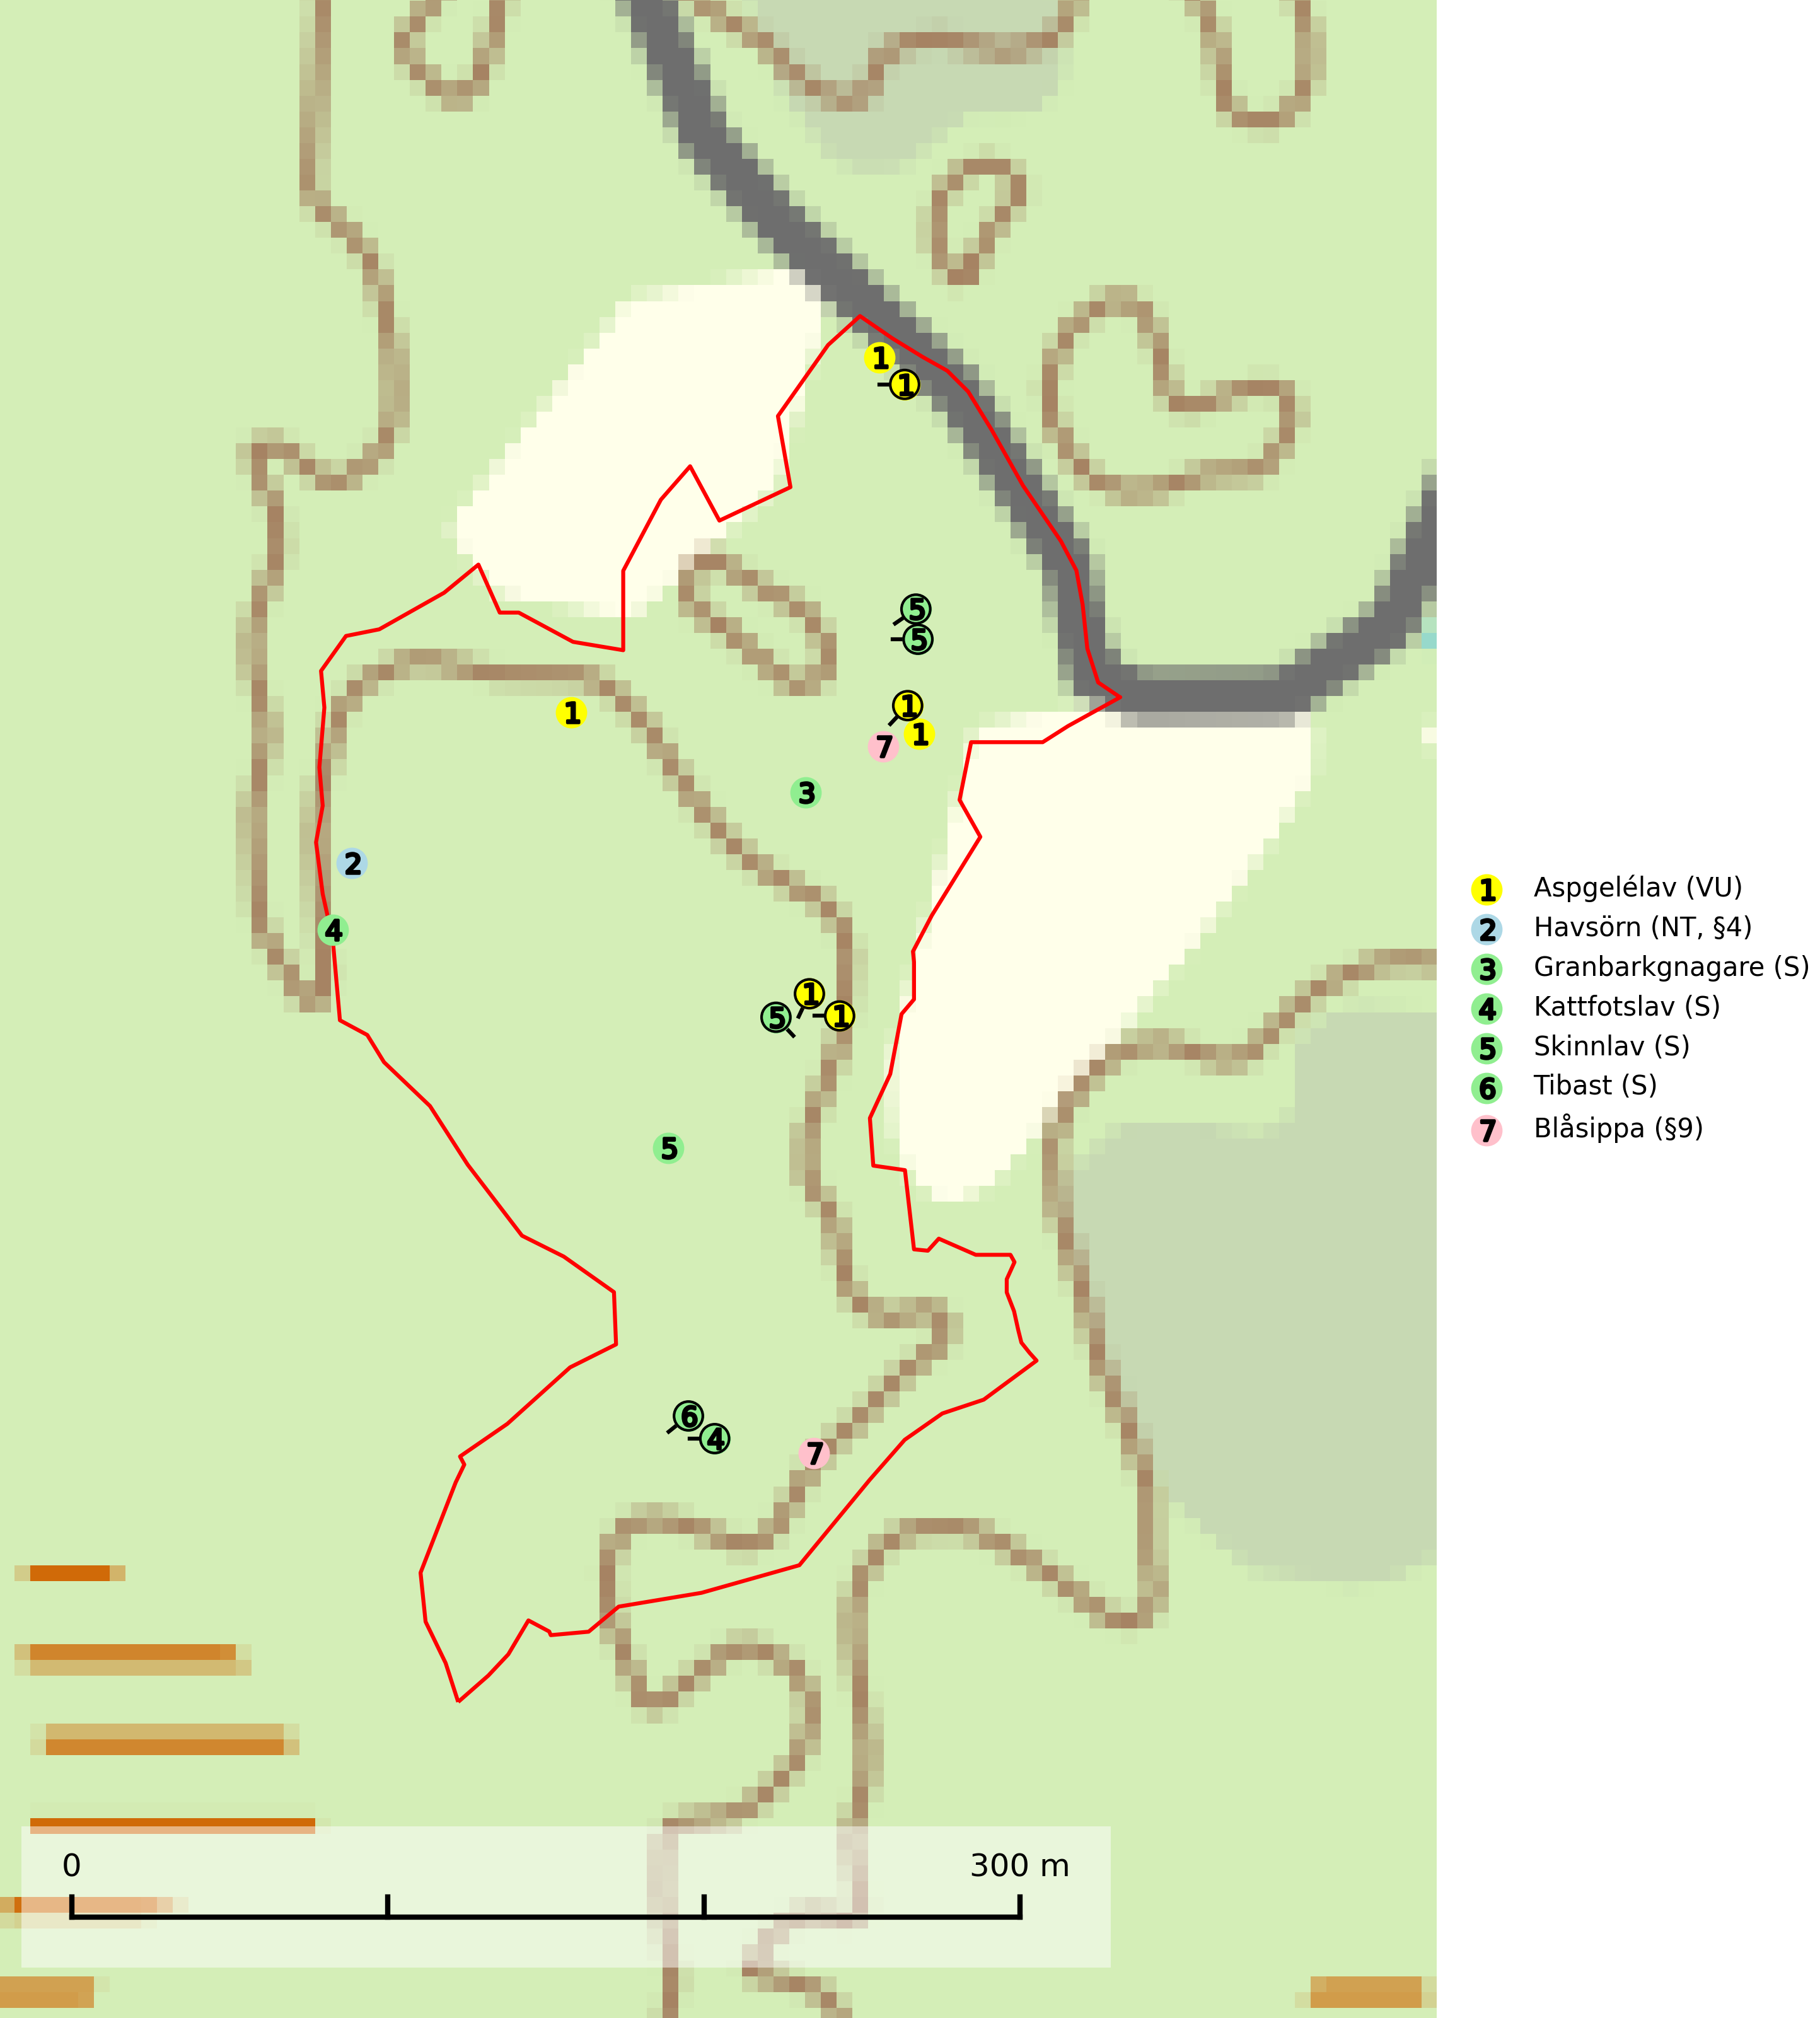 1
1
5
5
1
1
7
1
3
2
4
1
5
1
5
6
4
7
1 Aspgelélav (VU)
2 Havsörn (NT, §4)
3 Granbarkgnagare (S)
4 Kattfotslav (S)
5 Skinnlav (S)
6 Tibast (S)
7 Blåsippa (§9)
0 300 m